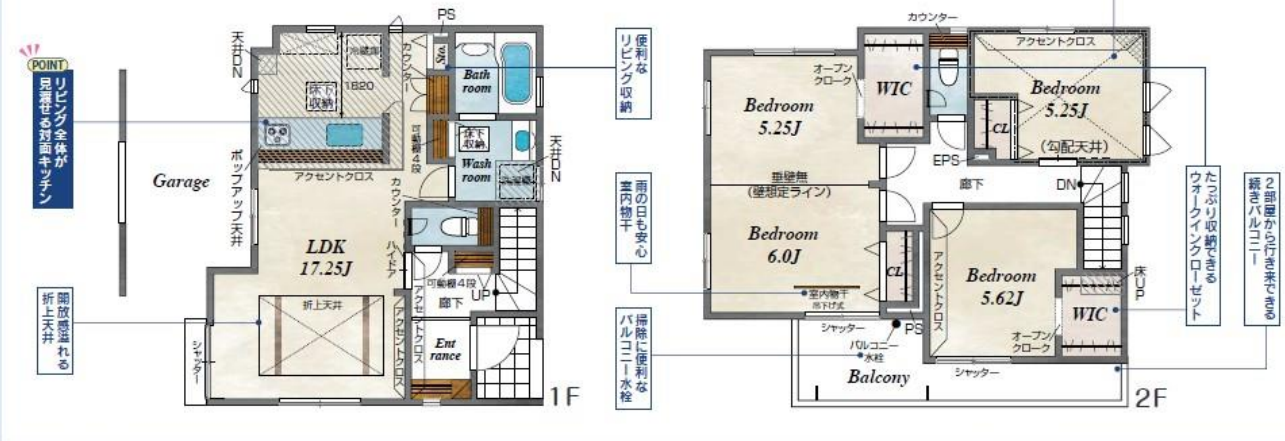 POINT
リビング全体が
見渡せる対面キッチン
開放感溢れる
折上天井
Garage
天井DN
冷蔵庫
床下
収納
1820
カウンター
PS
Sto.
Bath
room
可動棚4段
床下
収納
Wash
room
洗濯機
天井DN
アクセントクロス
ポップアップ天井
カウンター
ハイドア
LDK
17.25J
可動棚4段
UP
廊下
折上天井
アクセントクロス
アクセントクロス
Ent
rance
シャッター
1F
便利な
リビング収納
雨の日も安心
室内物干
掃除に便利な
バルコニー水栓
カウンター
オープン
クローク
WIC
アクセントクロス
Bedroom
5.25J
Bedroom
5.25J
(勾配天井)
CL
EPS
垂壁無
(壁想定ライン)
廊下
DN
Bedroom
6.0J
CL
アクセントクロス
Bedroom
5.62J
床UP
WIC
オープン
クローク
室内物干
吊下げ式
シャッター
PS
バルコニー
水栓
シャッター
Balcony
2F
たっぷり収納できる
ウォークインクローゼット
2部屋から行き来できる
続きバルコニー